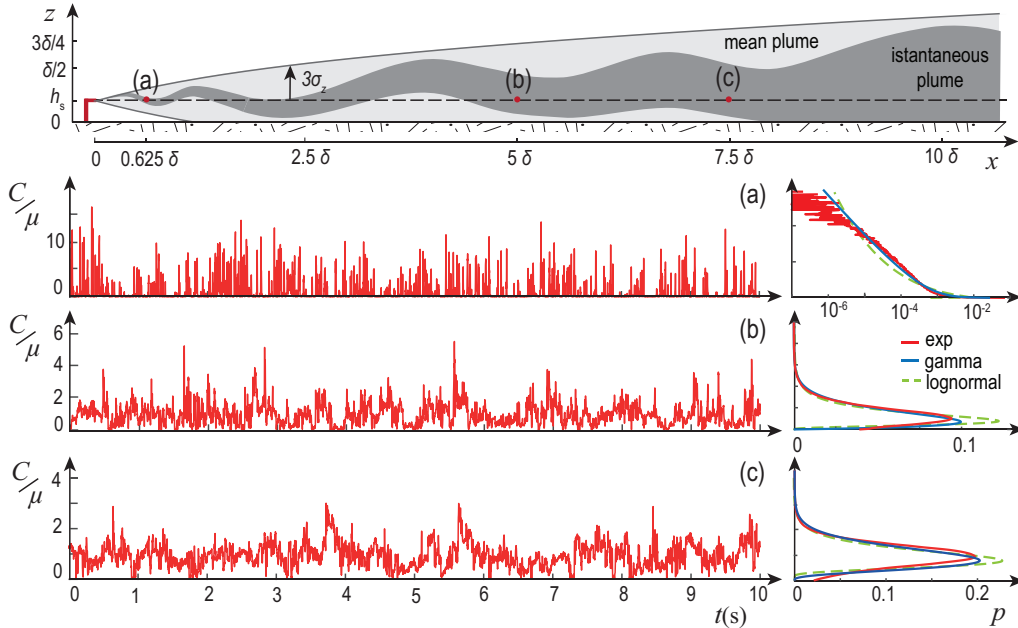 z
3δ/4
δ/2
h_s
0
(a)
3σ_z
(b)
mean plume
(c)
istantaneous
plume
0
0.625 δ
2.5 δ
5 δ
7.5 δ
10 δ
x
C/μ
10
0
(a)
10^-6
10^-4
10^-2
C/μ
6
4
2
0
(b)
exp
gamma
lognormal
0
0.1
C/μ
4
2
0
(c)
0
1
2
3
4
5
6
7
8
9
10
t(s)
0
0.1
0.2
p